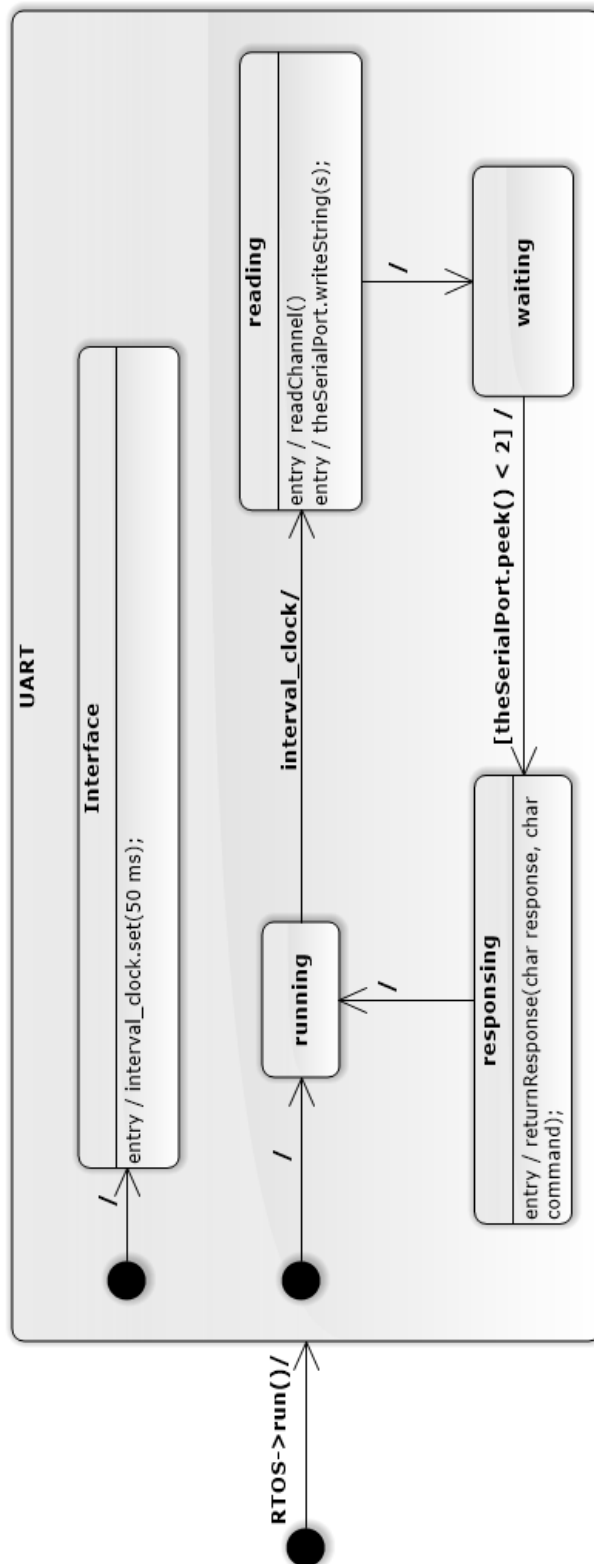 RTOS->run()/
UART
/
Interface
entry / interval_clock.set(50 ms);
/
running
interval_clock/
reading
entry / readChannel()
entry / theSerialPort.writeString(s);
/
waiting
[theSerialPort.peek() < 2] /
responsing
entry / returnResponse(char response, char
command);
/